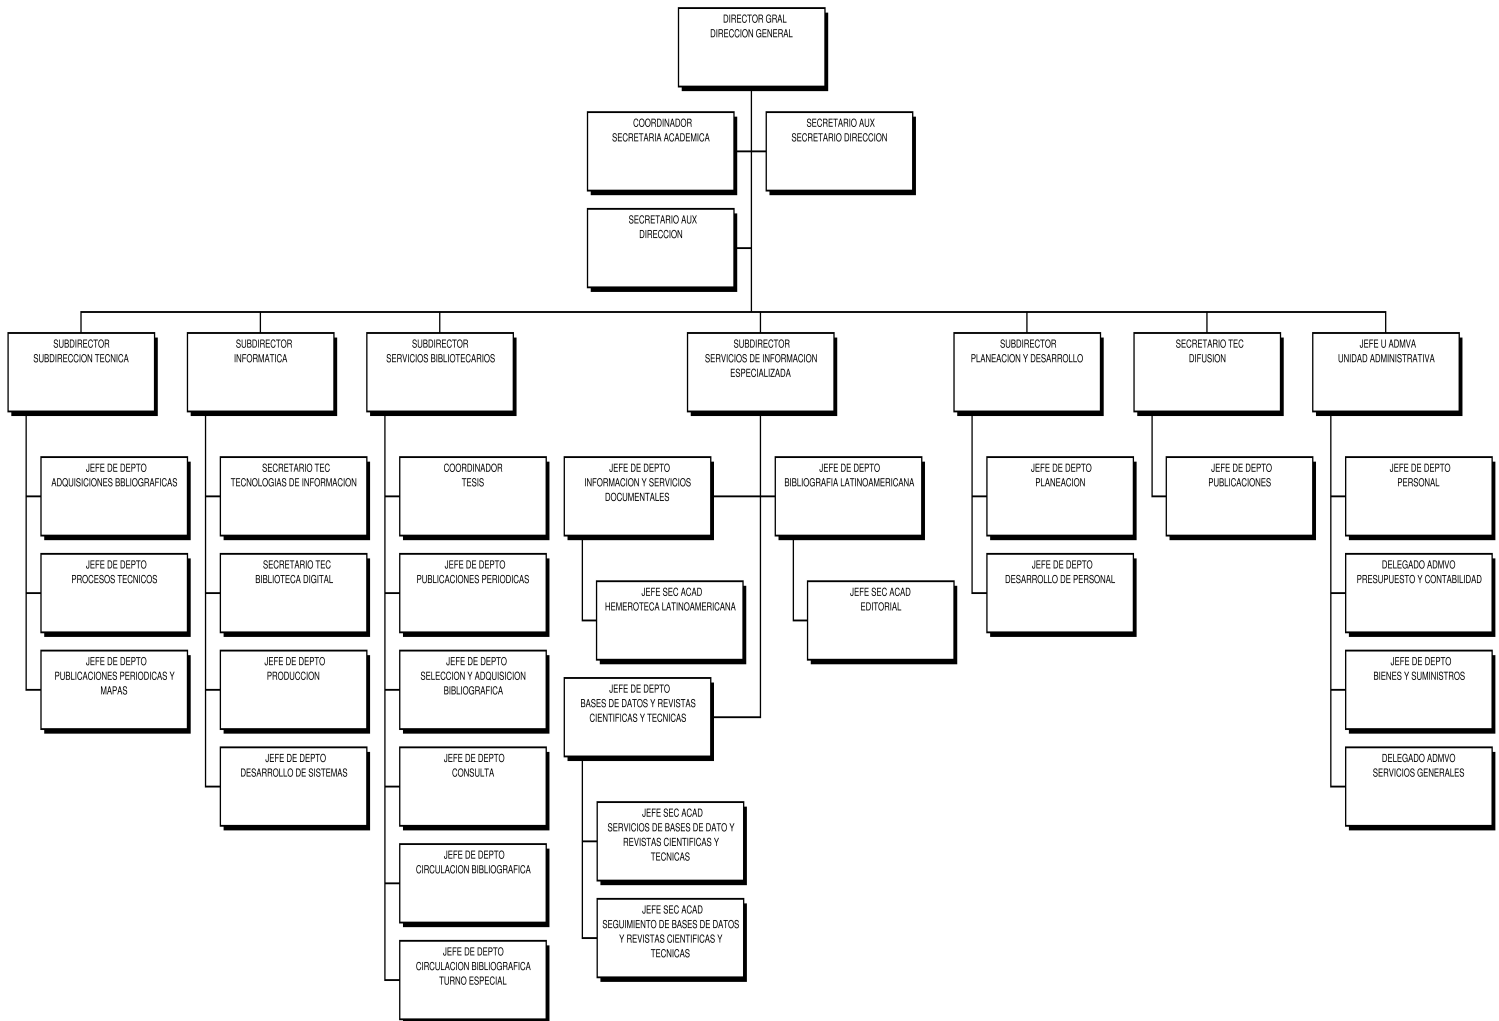 DIRECTOR GRAL
DIRECCION GENERAL
COORDINADOR
SECRETARIA ACADEMICA
SECRETARIO AUX
SECRETARIO DIRECCION
SECRETARIO AUX
DIRECCION
SUBDIRECTOR
SUBDIRECCION TECNICA
SUBDIRECTOR
INFORMATICA
SUBDIRECTOR
SERVICIOS BIBLIOTECARIOS
SUBDIRECTOR
SERVICIOS DE INFORMACION
ESPECIALIZADA
SUBDIRECTOR
PLANEACION Y DESARROLLO
SECRETARIO TEC
DIFUSION
JEFE U ADMVA
UNIDAD ADMINISTRATIVA
JEFE DE DEPTO
ADQUISICIONES BBLIOGRAFICAS
JEFE DE DEPTO
PROCESOS TECNICOS
JEFE DE DEPTO
PUBLICACIONES PERIODICAS Y
MAPAS
SECRETARIO TEC
TECNOLOGIAS DE INFORMACION
SECRETARIO TEC
BIBLIOTECA DIGITAL
JEFE DE DEPTO
PRODUCCION
JEFE DE DEPTO
DESARROLLO DE SISTEMAS
COORDINADOR
TESIS
JEFE DE DEPTO
PUBLICACIONES PERIODICAS
JEFE DE DEPTO
SELECCION Y ADQUISICION
BIBLIOGRAFICA
JEFE DE DEPTO
CONSULTA
JEFE DE DEPTO
CIRCULACION BIBLIOGRAFICA
JEFE DE DEPTO
CIRCULACION BIBLIOGRAFICA
TURNO ESPECIAL
JEFE DE DEPTO
INFORMACION Y SERVICIOS
DOCUMENTALES
JEFE SEC ACAD
HEMEROTECA LATINOAMERICANA
JEFE DE DEPTO
BIBLIOGRAFIA LATINOAMERICANA
JEFE SEC ACAD
EDITORIAL
JEFE DE DEPTO
BASES DE DATOS Y REVISTAS
CIENTIFICAS Y TECNICAS
JEFE SEC ACAD
SERVICIOS DE BASES DE DATO Y
REVISTAS CIENTIFICAS Y
TECNICAS
JEFE SEC ACAD
SEGUIMIENTO DE BASES DE DATOS
Y REVISTAS CIENTIFICAS Y
TECNICAS
JEFE DE DEPTO
PLANEACION
JEFE DE DEPTO
DESARROLLO DE PERSONAL
JEFE DE DEPTO
PUBLICACIONES
JEFE DE DEPTO
PERSONAL
DELEGADO ADMVO
PRESUPUESTO Y CONTABILIDAD
JEFE DE DEPTO
BIENES Y SUMINISTROS
DELEGADO ADMVO
SERVICIOS GENERALES